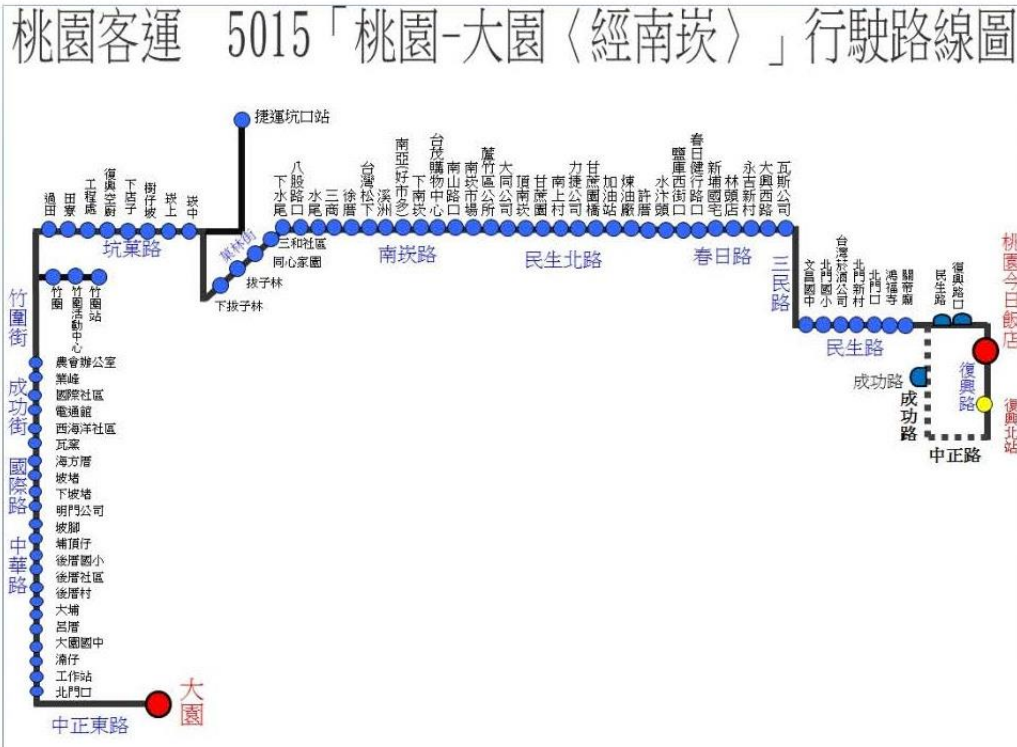 桃園客運 5015「桃園-大園〈經南崁〉」行駛路線圖
捷運坑口站
過田
田寮
工程處
復興空廚
下店子
樹仔坡
崁上
崁中
坑菓路
菓林街
下水尾
八股路口
水尾
三商
徐厝
台灣松下
溪洲
南亞(好市多)
下南崁
台茂購物中心
南山路口
南崁市場
蘆竹區公所
大同公司
頂南崁
甘蔗園
南上村
力捷公司
甘蔗園橋
加油站
煉油廠
許厝
水汴頭
鹽庫西街口
春日健行路口
新埔國宅
林頭店
永吉新村
大興西路
瓦斯公司
三和社區
同心家園
拔子林
下拔子林
南崁路
民生北路
春日路
三民路
文昌國中
北門國小
台灣菸酒公司
北門新村
北門口
鴻福寺
關帝廟
民生路
復興路口
民生路
桃園今日飯店
復興路
復興北站
成功路
成功路
中正路
竹圍
竹圍活動中心
竹圍站
竹圍街
成功街
國際路
中華路
農會辦公室
業峰
國際社區
電通館
西海洋社區
瓦窯
海方厝
坡堵
下坡堵
明門公司
坡腳
埔頂仔
後厝國小
後厝社區
後厝村
大埔
呂厝
大園國中
湳仔
工作站
北門口
中正東路
大園